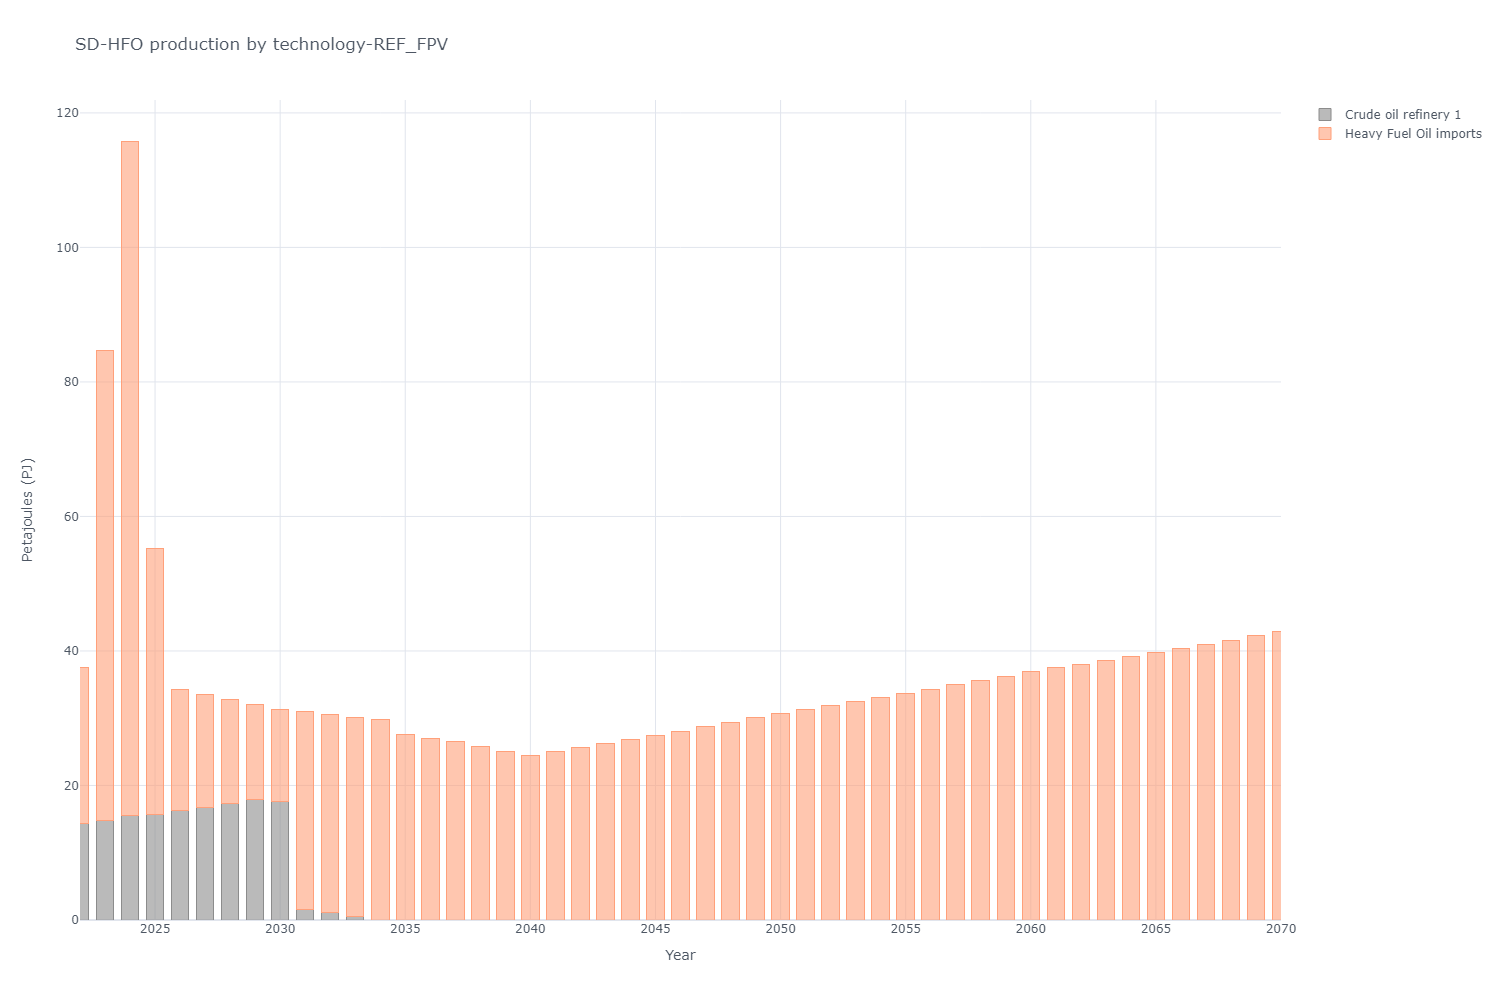 SD-HFO production by technology-REF_FPV
Crude oil refinery 1
Heavy Fuel Oil imports
120
100
80
60
40
20
0
Petajoules (PJ)
2025 2030 2035 2040 2045 2050 2055 2060 2065 2070
Year